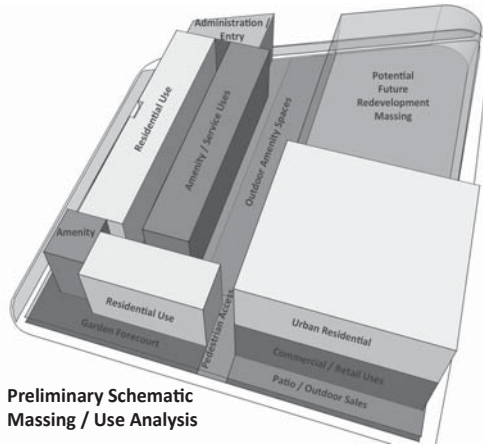 Administration /
Entry
Potential
Future
Redevelopment
Massing
Residential Use
Amenity / Service Uses
Outdoor Amenity Spaces
Amenity
Residential Use
Garden Forecourt
Pedestrian Access
Urban Residential
Commercial / Retail Uses
Patio / Outdoor Sales
Preliminary Schematic
Massing / Use Analysis